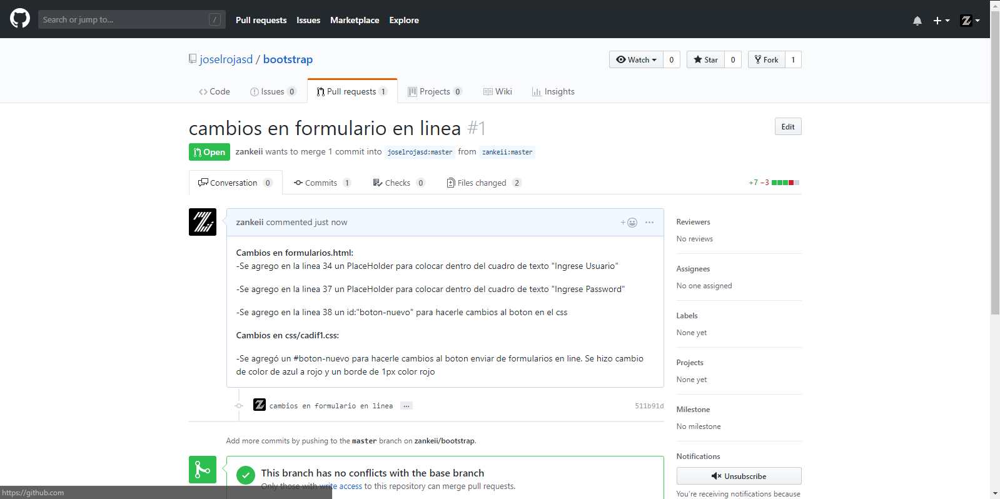 Search or jump to... /
Pull requests Issues Marketplace Explore
joselrojasd / bootstrap
Watch 0 Star 0 Fork 1
Code Issues 0 Pull requests 1 Projects 0 Wiki Insights
cambios en formulario en linea #1
Edit
Open zankeii wants to merge 1 commit into joselrojasd:master from zankeii:master
Conversation 0 Commits 1 Checks 0 Files changed 2
+7 −3
zankeii commented just now
Cambios en formularios.html:
-Se agrego en la linea 34 un PlaceHolder para colocar dentro del cuadro de texto "Ingrese Usuario"
-Se agrego en la linea 37 un PlaceHolder para colocar dentro del cuadro de texto "Ingrese Password"
-Se agrego en la linea 38 un id:"boton-nuevo" para hacerle cambios al boton en el css
Cambios en css/cadif1.css:
-Se agregó un #boton-nuevo para hacerle cambios al boton enviar de formularios en line. Se hizo cambio
de color de azul a rojo y un borde de 1px color rojo
cambios en formulario en linea ...
511b91d
Add more commits by pushing to the master branch on zankeii/bootstrap.
This branch has no conflicts with the base branch
Only those with write access to this repository can merge pull requests.
Reviewers
No reviews
Assignees
No one assigned
Labels
None yet
Projects
None yet
Milestone
No milestone
Notifications
Unsubscribe
You're receiving notifications because
https://github.com